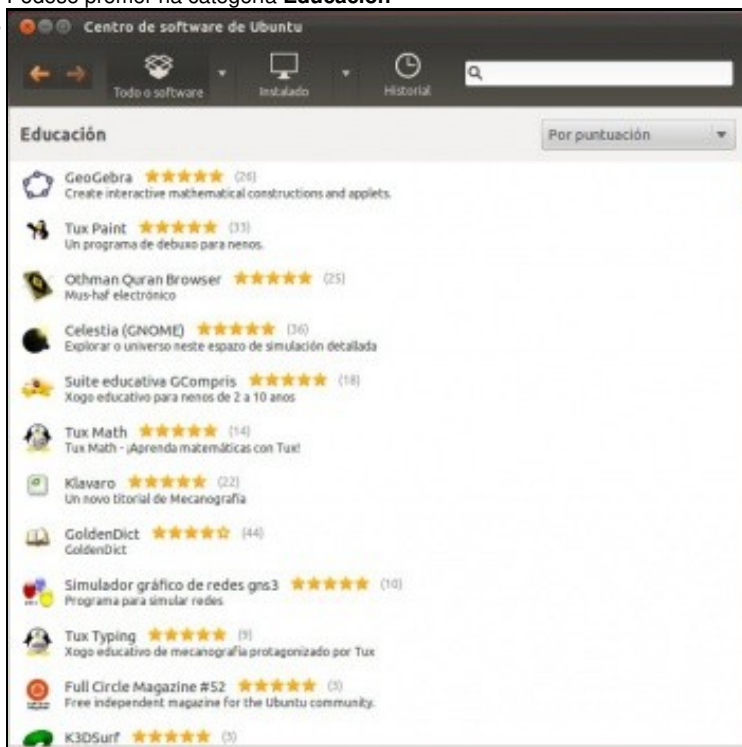 Pódese premer na categoría Educación
Centro de software de Ubuntu
Todo o software
Instalado
Historial
Educación
Por puntuación
GeoGebra (26)
Create interactive mathematical constructions and applets.
Tux Paint (33)
Un programa de debuxo para nenos.
Othman Quran Browser (25)
Mus-haf electrónico
Celestia (GNOME) (36)
Explorar o universo neste espazo de simulación detallada
Suite educativa GCompris (18)
Xogo educativo para nenos de 2 a 10 anos
Tux Math (14)
Tux Math - ¡Aprenda matemáticas con Tux!
Klavaro (22)
Un novo titorial de Mecanografía
GoldenDict (44)
GoldenDict
Simulador gráfico de redes gns3 (10)
Programa para simular redes
Tux Typing (9)
Xogo educativo de mecanografía protagonizado por Tux
Full Circle Magazine #52 (3)
Free independent magazine for the Ubuntu community.
K3DSurf (3)